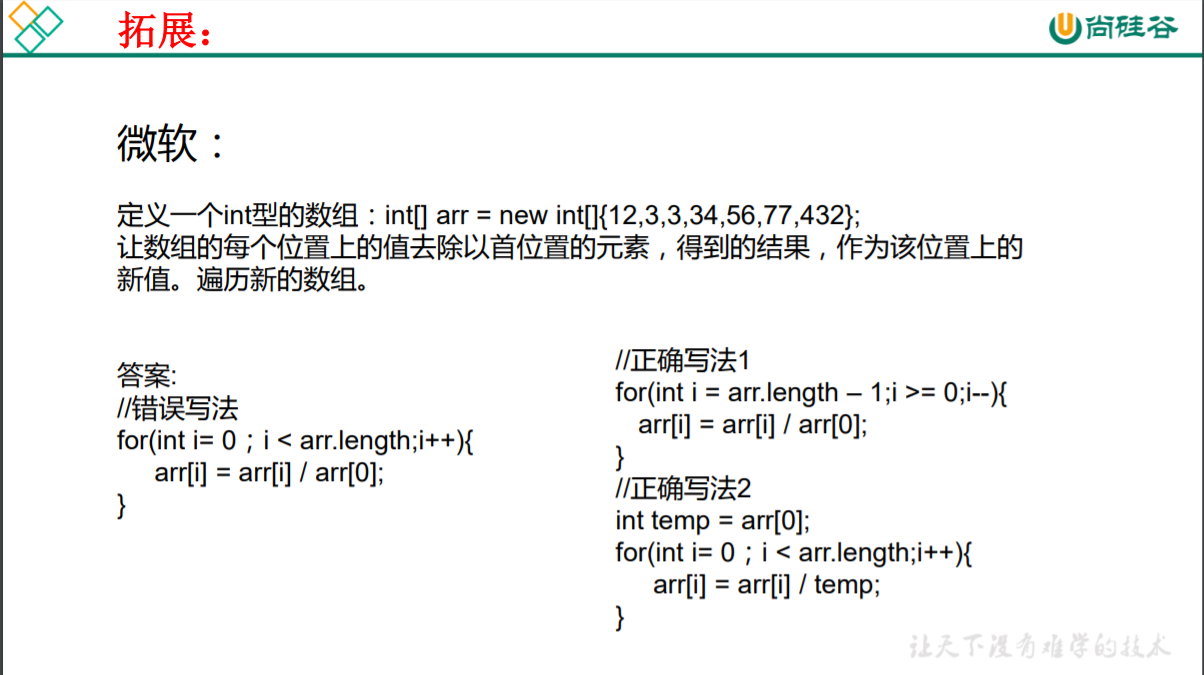 拓展：
尚硅谷
微软：
定义一个int型的数组：int[] arr = new int[]{12,3,3,34,56,77,432};
让数组的每个位置上的值去除以首位置的元素，得到的结果，作为该位置上的
新值。遍历新的数组。
答案:
//错误写法
for(int i= 0；i < arr.length;i++){
arr[i] = arr[i] / arr[0];
}
//正确写法1
for(int i = arr.length – 1;i >= 0;i--){
arr[i] = arr[i] / arr[0];
}
//正确写法2
int temp = arr[0];
for(int i= 0；i < arr.length;i++){
arr[i] = arr[i] / temp;
}
让天下没有难学的技术